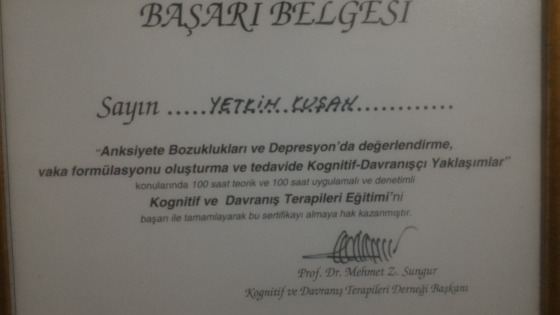 BAŞARI BELGESİ
Sayın ..... YETKİN KUŞAN ............
“Anksiyete Bozuklukları ve Depresyon’da değerlendirme,
vaka formülasyonu oluşturma ve tedavide Kognitif-Davranışçı Yaklaşımlar”
konularında 100 saat teorik ve 100 saat uygulamalı ve denetimli
Kognitif ve Davranış Terapileri Eğitimi’ni
başarı ile tamamlayarak bu sertifikayı almaya hak kazanmıştır.
Prof. Dr. Mehmet Z. Sungur
Kognitif ve Davranış Terapileri Derneği Başkanı